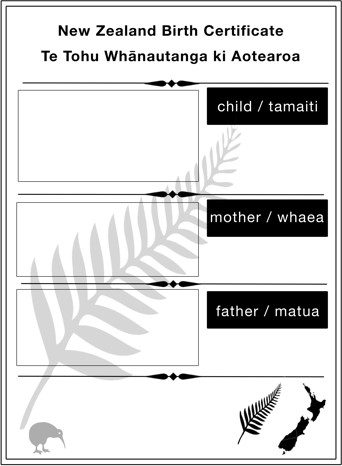 New Zealand Birth Certificate
Te Tohu Whānautanga ki Aotearoa
child / tamaiti
mother / whaea
father / matua